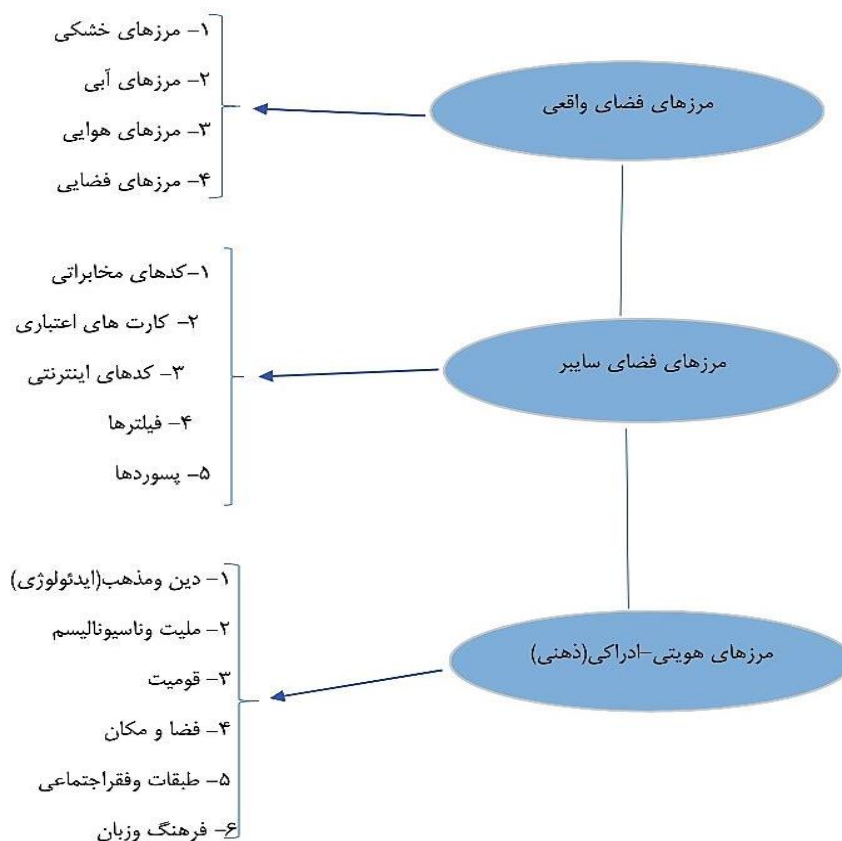 مرزهای فضای واقعی
۱- مرزهای خشکی
۲- مرزهای آبی
۳- مرزهای هوایی
۴- مرزهای فضایی
مرزهای فضای سایبر
۱-کدهای مخابراتی
۲- کارت های اعتباری
۳- کدهای اینترنتی
۴- فیلترها
۵- پسوردها
مرزهای هویتی-ادراکی(ذهنی)
۱- دین ومذهب(ایدئولوژی)
۲- ملیت وناسیونالیسم
۳- قومیت
۴- فضا و مکان
۵- طبقات وفقراجتماعی
۶- فرهنگ وزبان